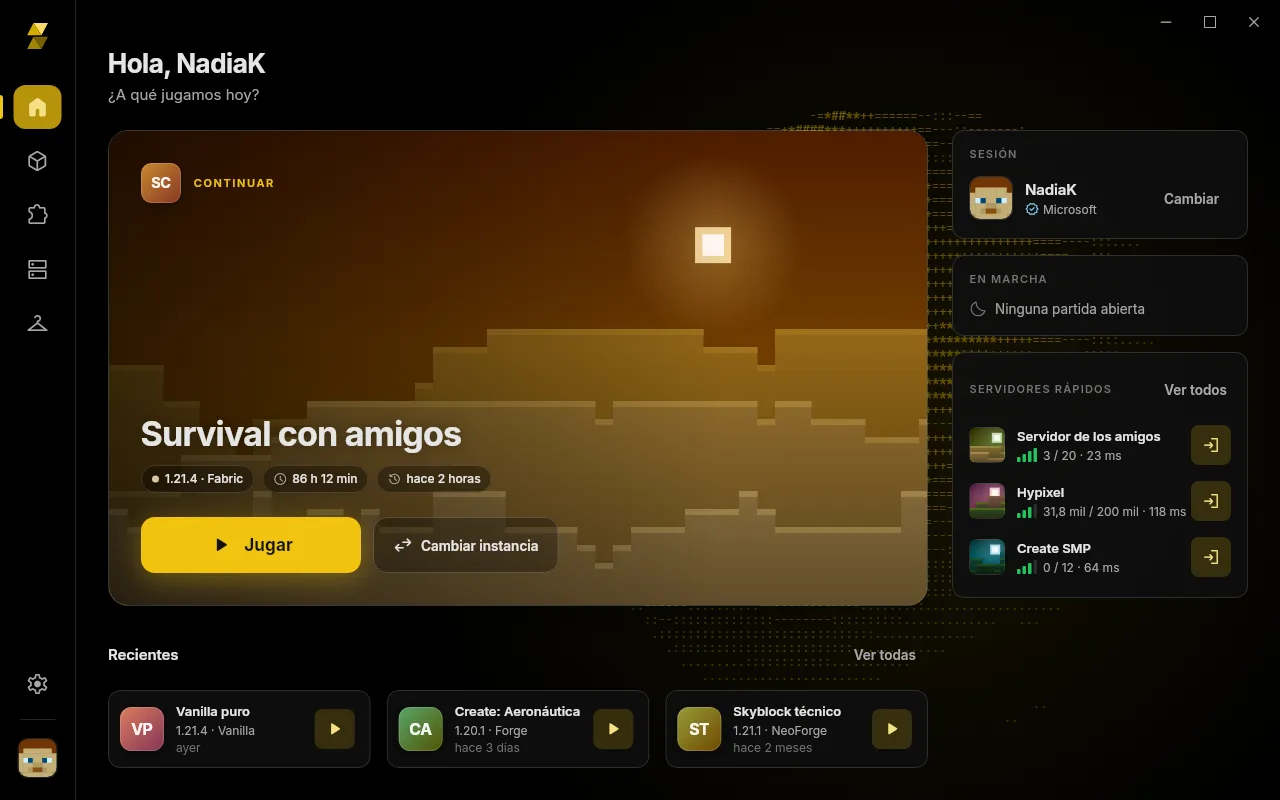 Hola, NadiaK
¿A qué jugamos hoy?
SC
CONTINUAR
Survival con amigos
1.21.4 · Fabric
86 h 12 min
hace 2 horas
Jugar
Cambiar instancia
SESIÓN
NadiaK
Microsoft
Cambiar
EN MARCHA
Ninguna partida abierta
SERVIDORES RÁPIDOS
Ver todos
Servidor de los amigos
3 / 20 · 23 ms
Hypixel
31,8 mil / 200 mil · 118 ms
Create SMP
0 / 12 · 64 ms
Recientes
Ver todas
VP
Vanilla puro
1.21.4 · Vanilla
ayer
CA
Create: Aeronáutica
1.20.1 · Forge
hace 3 días
ST
Skyblock técnico
1.21.1 · NeoForge
hace 2 meses